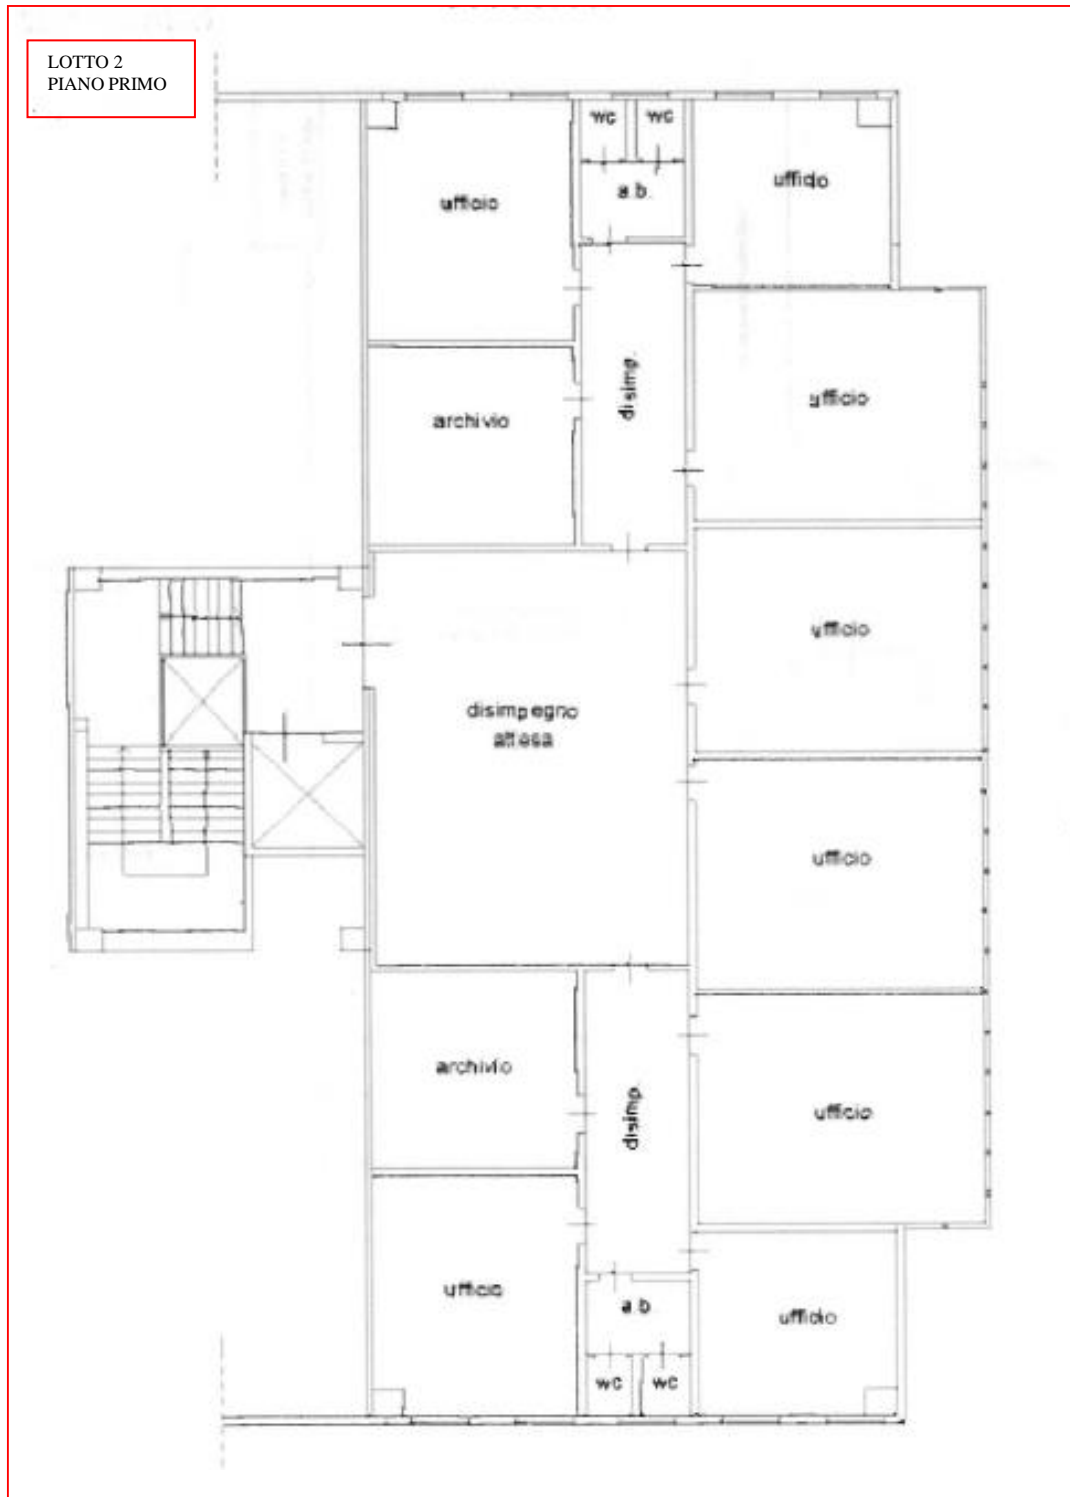 LOTTO 2
PIANO PRIMO
wc
wc
ufficio
a.b.
ufficio
disimp.
archivio
ufficio
ufficio
disimpegno
attesa
ufficio
archivio
disimp.
ufficio
ufficio
a.b
ufficio
wc
wc